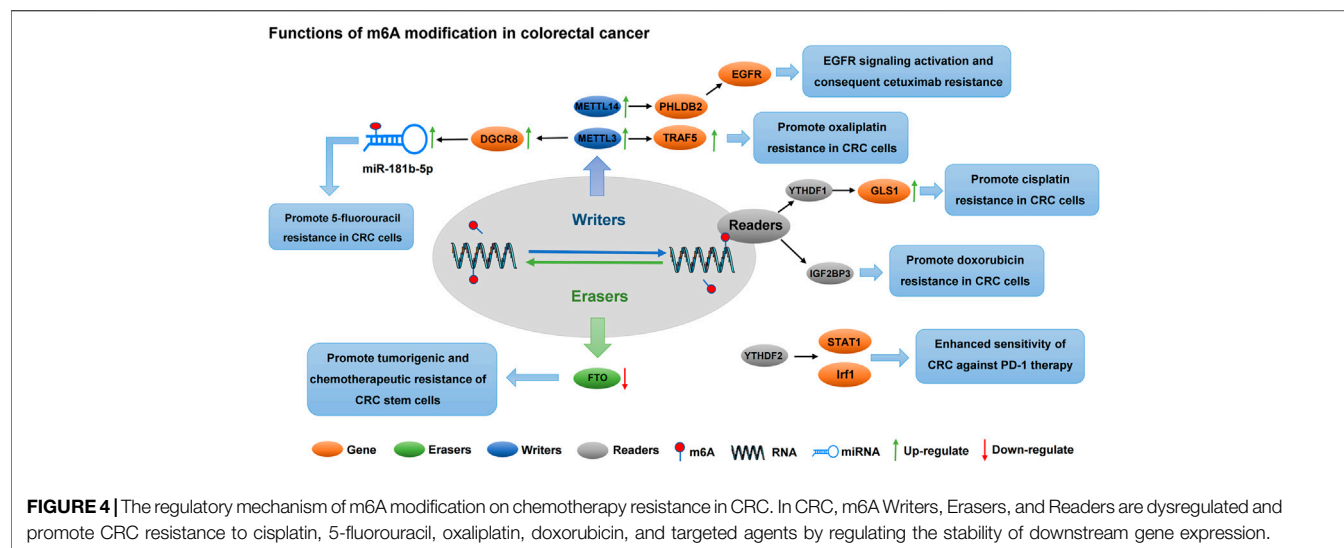 Functions of m6A modification in colorectal cancer
EGFR
EGFR signaling activation and
consequent cetuximab resistance
METTL14
PHLDB2
miR-181b-5p
DGCR8
METTL3
TRAF5
Promote oxaliplatin
resistance in CRC cells
Promote 5-fluorouracil
resistance in CRC cells
Writers
Readers
YTHDF1
GLS1
Promote cisplatin
resistance in CRC cells
RNA
RNA
IGF2BP3
Promote doxorubicin
resistance in CRC cells
Erasers
Promote tumorigenic and
chemotherapeutic resistance of
CRC stem cells
FTO
YTHDF2
STAT1
Irf1
Enhanced sensitivity of
CRC against PD-1 therapy
Gene Erasers Writers Readers m6A RNA miRNA Up-regulate Down-regulate
FIGURE 4 | The regulatory mechanism of m6A modification on chemotherapy resistance in CRC. In CRC, m6A Writers, Erasers, and Readers are dysregulated and
promote CRC resistance to cisplatin, 5-fluorouracil, oxaliplatin, doxorubicin, and targeted agents by regulating the stability of downstream gene expression.